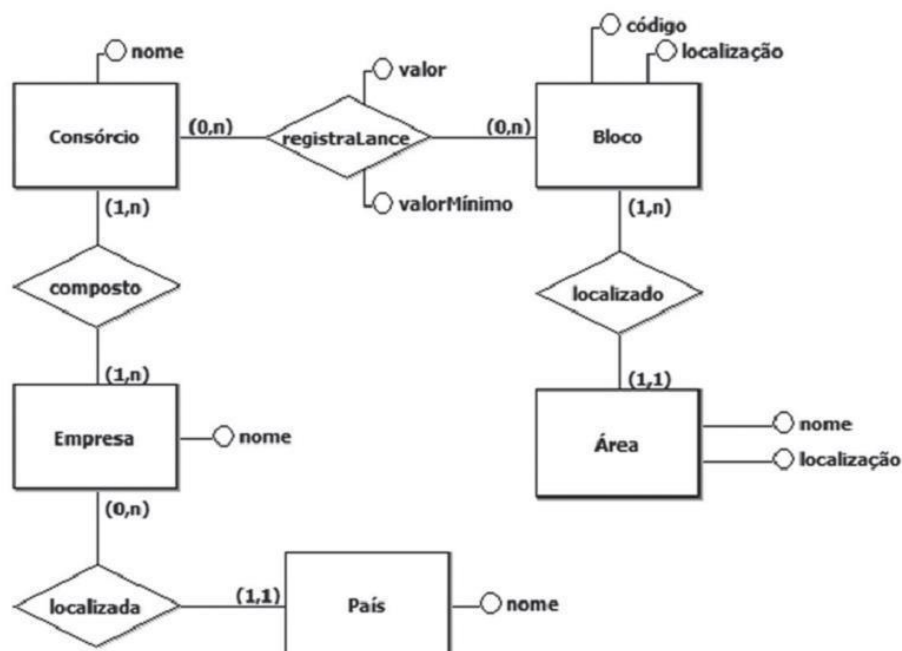 código
nome
localização
valor
Consórcio
(0,n)
registraLance
(0,n)
Bloco
valorMínimo
(1,n)
(1,n)
composto
localizado
(1,n)
(1,1)
Empresa
nome
Área
nome
localização
(0,n)
localizada
(1,1)
País
nome